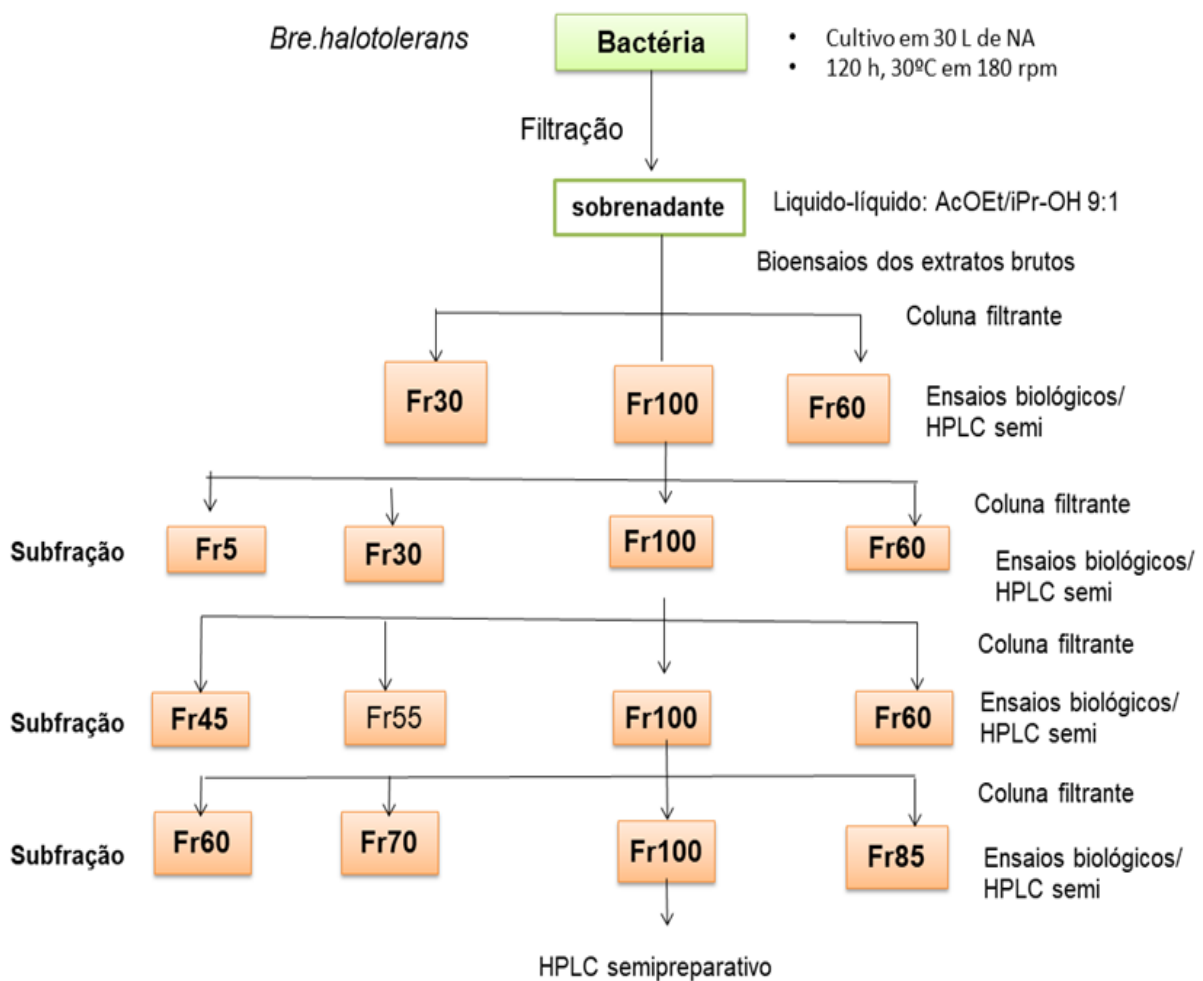 Bre.halotolerans
Bactéria
• Cultivo em 30 L de NA
• 120 h, 30ºC em 180 rpm
Filtração
sobrenadante
Liquido-líquido: AcOEt/iPr-OH 9:1
Bioensaios dos extratos brutos
Coluna filtrante
Fr30
Fr100
Fr60
Ensaios biológicos/
HPLC semi
Coluna filtrante
Subfração
Fr5
Fr30
Fr100
Fr60
Ensaios biológicos/
HPLC semi
Coluna filtrante
Subfração
Fr45
Fr55
Fr100
Fr60
Ensaios biológicos/
HPLC semi
Coluna filtrante
Subfração
Fr60
Fr70
Fr100
Fr85
Ensaios biológicos/
HPLC semi
HPLC semipreparativo